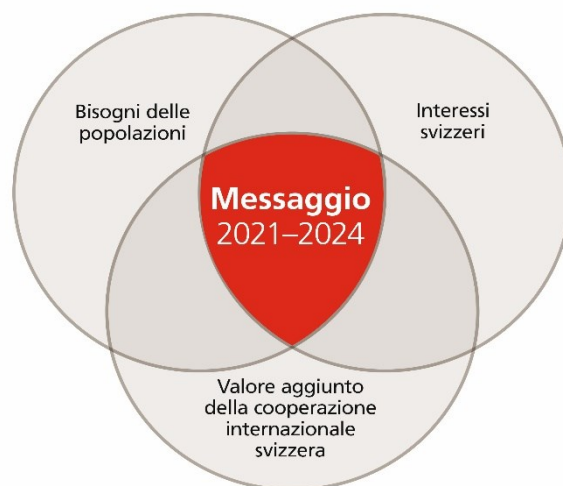 Bisogni delle
popolazioni
Interessi
svizzeri
Messaggio
2021–2024
Valore aggiunto
della cooperazione
internazionale
svizzera